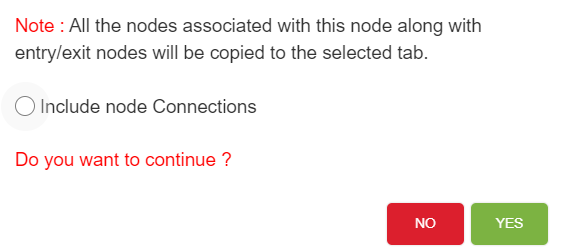 Note : All the nodes associated with this node along with
entry/exit nodes will be copied to the selected tab.
Include node Connections
Do you want to continue ?
NO
YES